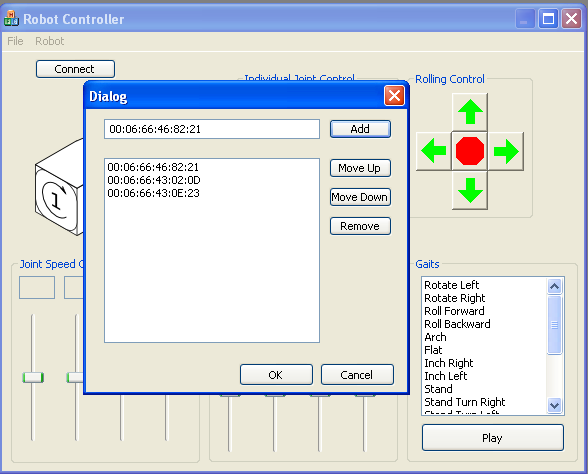 Robot Controller
File Robot
Connect
Individual Joint Control
Rolling Control
Dialog
00:06:66:46:82:21
Add
00:06:66:46:82:21
00:06:66:43:02:0D
00:06:66:43:0E:23
Move Up
Move Down
Remove
OK
Cancel
1
Joint Speed
Gaits
Rotate Left
Rotate Right
Roll Forward
Roll Backward
Arch
Flat
Inch Right
Inch Left
Stand
Stand Turn Right
Stand Turn Left
Play